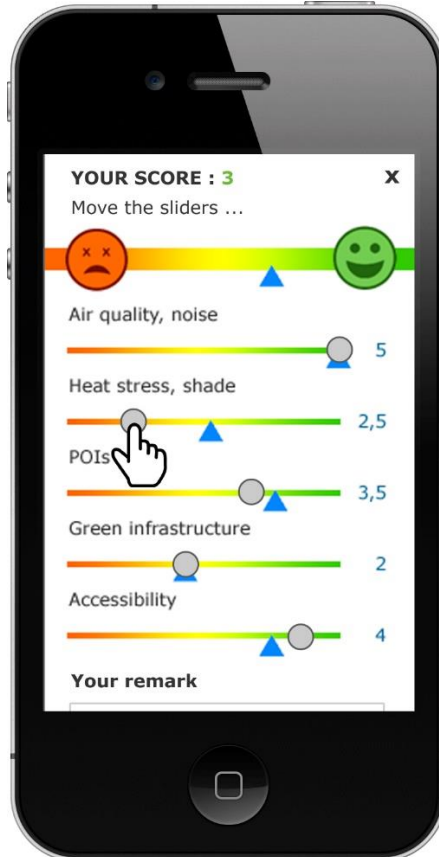 YOUR SCORE : 3 x
Move the sliders ...
Air quality, noise
5
Heat stress, shade
2,5
POIs
3,5
Green infrastructure
2
Accessibility
4
Your remark